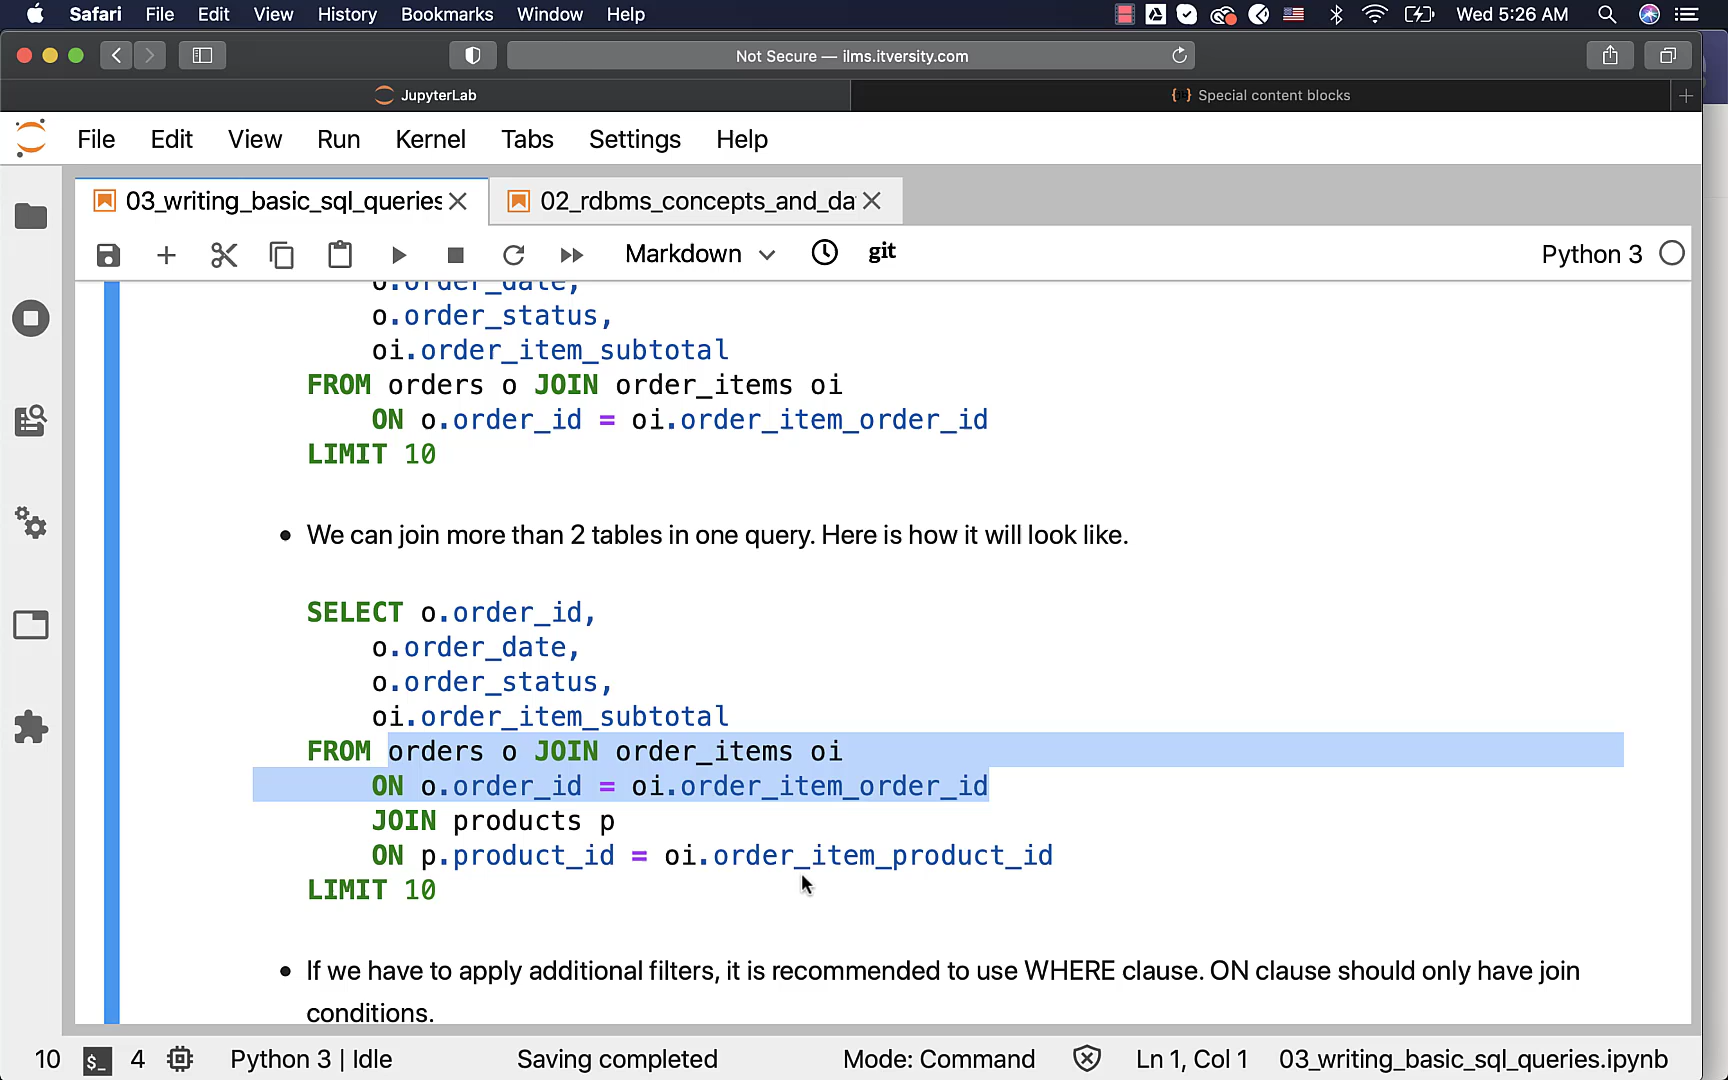 Safari File Edit View History Bookmarks Window Help Wed 5:26 AM
Not Secure — ilms.itversity.com
JupyterLab {} Special content blocks
File Edit View Run Kernel Tabs Settings Help
03_writing_basic_sql_queries 02_rdbms_concepts_and_da
Markdown git Python 3
o.order_date,
o.order_status,
oi.order_item_subtotal
FROM orders o JOIN order_items oi
ON o.order_id = oi.order_item_order_id
LIMIT 10
• We can join more than 2 tables in one query. Here is how it will look like.
SELECT o.order_id,
o.order_date,
o.order_status,
oi.order_item_subtotal
FROM orders o JOIN order_items oi
ON o.order_id = oi.order_item_order_id
JOIN products p
ON p.product_id = oi.order_item_product_id
LIMIT 10
• If we have to apply additional filters, it is recommended to use WHERE clause. ON clause should only have join
conditions.
10 $_ 4 Python 3 | Idle Saving completed Mode: Command Ln 1, Col 1 03_writing_basic_sql_queries.ipynb